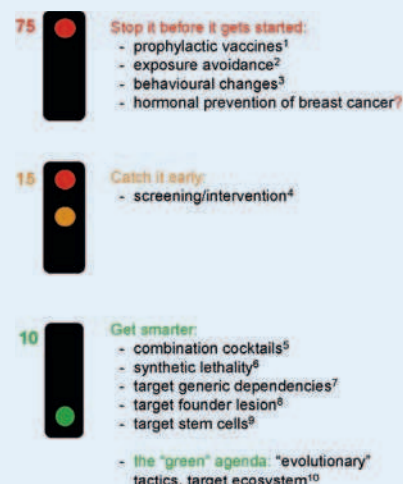 75 Stop it before it gets started:
- prophylactic vaccines¹
- exposure avoidance²
- behavioural changes³
- hormonal prevention of breast cancer?
15 Catch it early:
- screening/intervention⁴
10 Get smarter:
- combination cocktails⁵
- synthetic lethality⁶
- target generic dependencies⁷
- target founder lesion⁸
- target stem cells⁹
- the "green" agenda: "evolutionary"
tactics, target ecosystem¹⁰